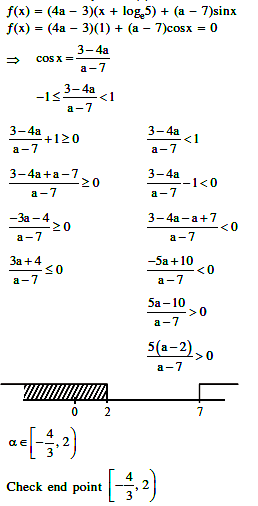 f(x) = (4a – 3)(x + logₑ5) + (a – 7)sinx
f(x) = (4a – 3)(1) + (a – 7)cosx = 0
⇒ cosx = (3–4a)/(a–7)
–1 ≤ (3–4a)/(a–7) < 1
(3–4a)/(a–7) + 1 ≥ 0    (3–4a)/(a–7) < 1
(3–4a+a–7)/(a–7) ≥ 0    (3–4a)/(a–7) – 1 < 0
(–3a–4)/(a–7) ≥ 0    (3–4a–a+7)/(a–7) < 0
(3a+4)/(a–7) ≤ 0    (–5a+10)/(a–7) < 0
(5a–10)/(a–7) > 0
5(a–2)/(a–7) > 0
0 2 7
α ∈ [–4/3, 2)
Check end point [–4/3, 2)